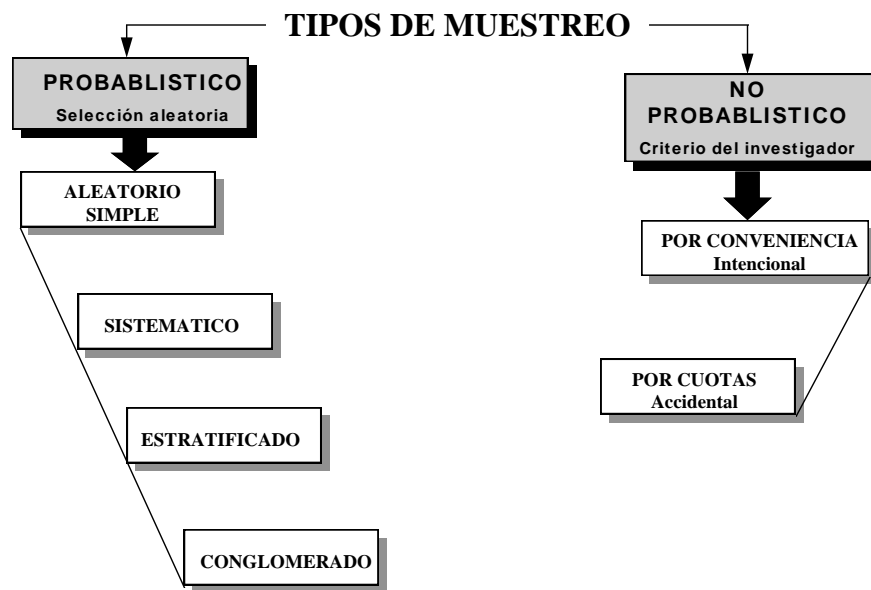 TIPOS DE MUESTREO
PROBABLISTICO
Selección aleatoria
ALEATORIO
SIMPLE
SISTEMATICO
ESTRATIFICADO
CONGLOMERADO
NO
PROBABLISTICO
Criterio del investigador
POR CONVENIENCIA
Intencional
POR CUOTAS
Accidental